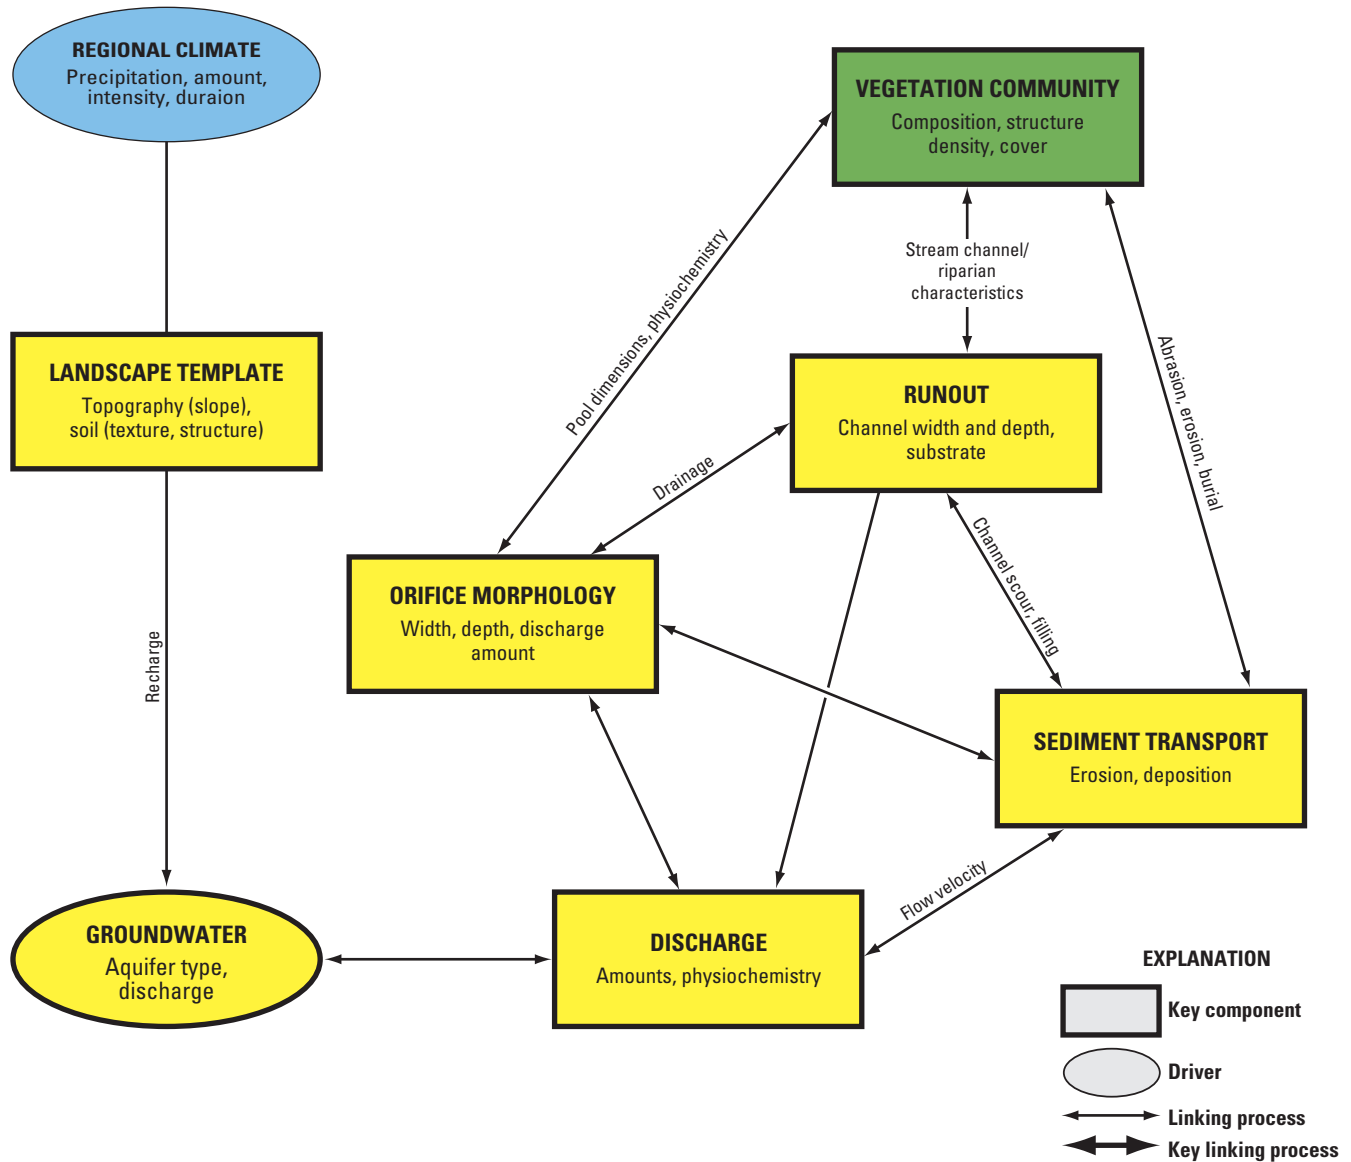 REGIONAL CLIMATE
Precipitation, amount,
intensity, duraion
VEGETATION COMMUNITY
Composition, structure
density, cover
Pool dimensions, physiochemistry
Stream channel/
riparian
characteristics
Abrasion, erosion, burial
LANDSCAPE TEMPLATE
Topography (slope),
soil (texture, structure)
RUNOUT
Channel width and depth,
substrate
Drainage
Channel scour, filling
ORIFICE MORPHOLOGY
Width, depth, discharge
amount
Recharge
SEDIMENT TRANSPORT
Erosion, deposition
Flow velocity
GROUNDWATER
Aquifer type,
discharge
DISCHARGE
Amounts, physiochemistry
EXPLANATION
Key component
Driver
Linking process
Key linking process